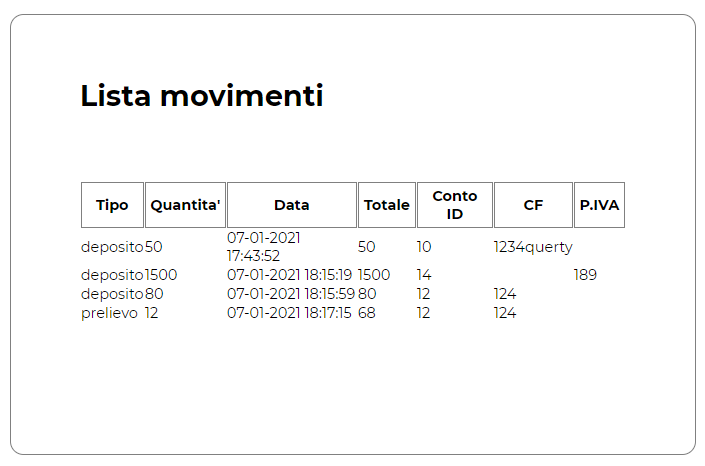 Lista movimenti
Tipo Quantita' Data Totale Conto ID CF P.IVA
deposito 50 07-01-2021 17:43:52 50 10 1234querty
deposito 1500 07-01-2021 18:15:19 1500 14 189
deposito 80 07-01-2021 18:15:59 80 12 124
prelievo 12 07-01-2021 18:17:15 68 12 124